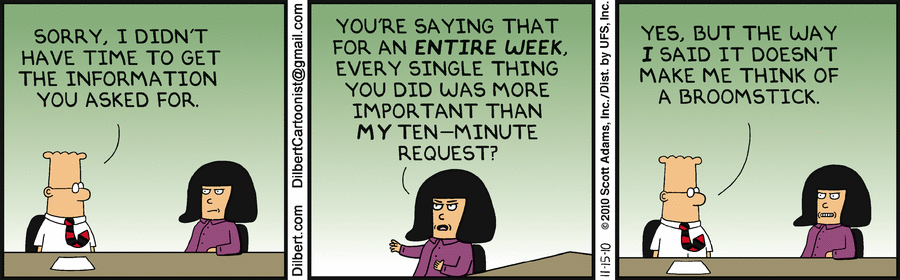 SORRY, I DIDN'T
HAVE TIME TO GET
THE INFORMATION
YOU ASKED FOR.
Dilbert.com DilbertCartoonist@gmail.com
YOU'RE SAYING THAT
FOR AN ENTIRE WEEK,
EVERY SINGLE THING
YOU DID WAS MORE
IMPORTANT THAN
MY TEN-MINUTE
REQUEST?
11-15-10 © 2010 Scott Adams, Inc./Dist. by UFS, Inc.
YES, BUT THE WAY
I SAID IT DOESN'T
MAKE ME THINK OF
A BROOMSTICK.